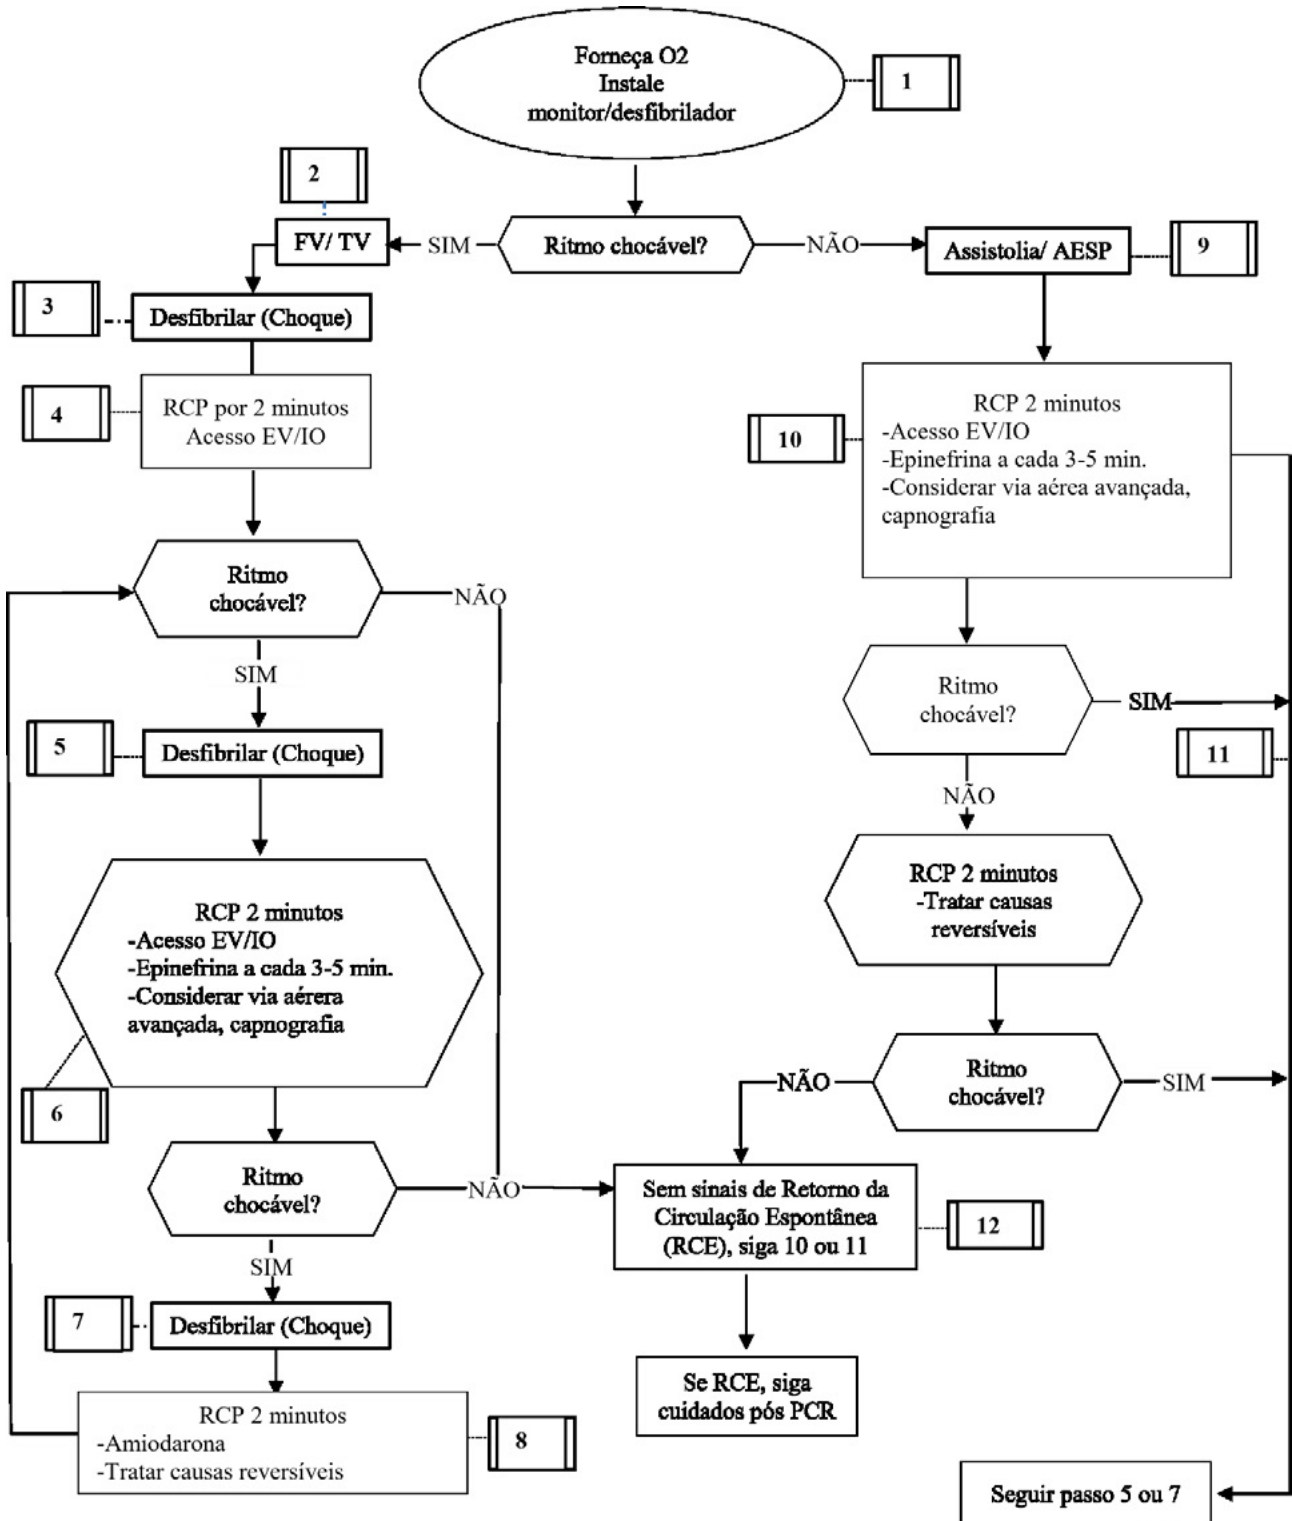 Forneça O2
Instale
monitor/desfibrilador
1
2
FV/ TV
SIM
Ritmo chocável?
NÃO
Assistolia/ AESP
9
3
Desfibrilar (Choque)
4
RCP por 2 minutos
Acesso EV/IO
10
RCP 2 minutos
-Acesso EV/IO
-Epinefrina a cada 3-5 min.
-Considerar via aérea avançada,
capnografia
Ritmo
chocável?
NÃO
SIM
Ritmo
chocável?
SIM
11
NÃO
5
Desfibrilar (Choque)
RCP 2 minutos
-Tratar causas
reversíveis
RCP 2 minutos
-Acesso EV/IO
-Epinefrina a cada 3-5 min.
-Considerar via aérera
avançada, capnografia
6
Ritmo
chocável?
NÃO
SIM
Ritmo
chocável?
NÃO
SIM
Sem sinais de Retorno da
Circulação Espontânea
(RCE), siga 10 ou 11
12
7
Desfibrilar (Choque)
Se RCE, siga
cuidados pós PCR
RCP 2 minutos
-Amiodarona
-Tratar causas reversíveis
8
Seguir passo 5 ou 7